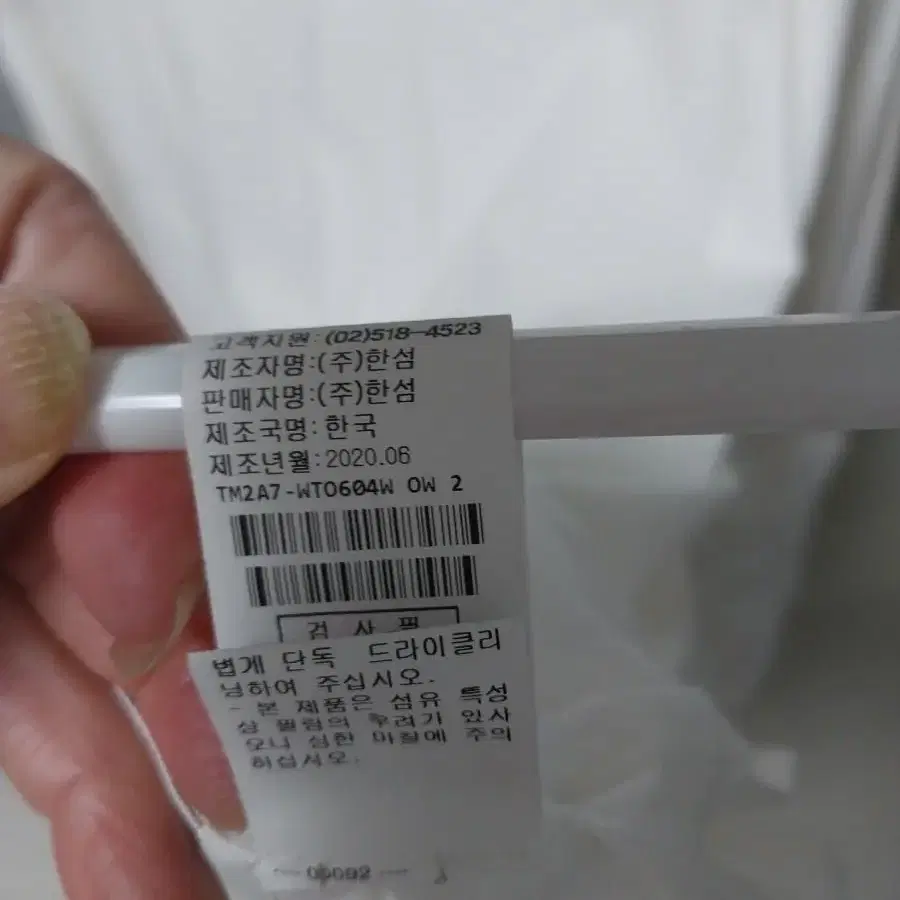 고객지원:(02)518-4523
제조자명:(주)한섬
판매자명:(주)한섬
제조국명:한국
제조년월:2020.06
TM2A7-WTO604W OW 2
검 사 필
볍게 단독 드라이클리
닝하여 주십시오.
- 본 제품은 섬유 특성
상 필링의 우려가 있사
오니 심한 마찰에 주의
하십시오.